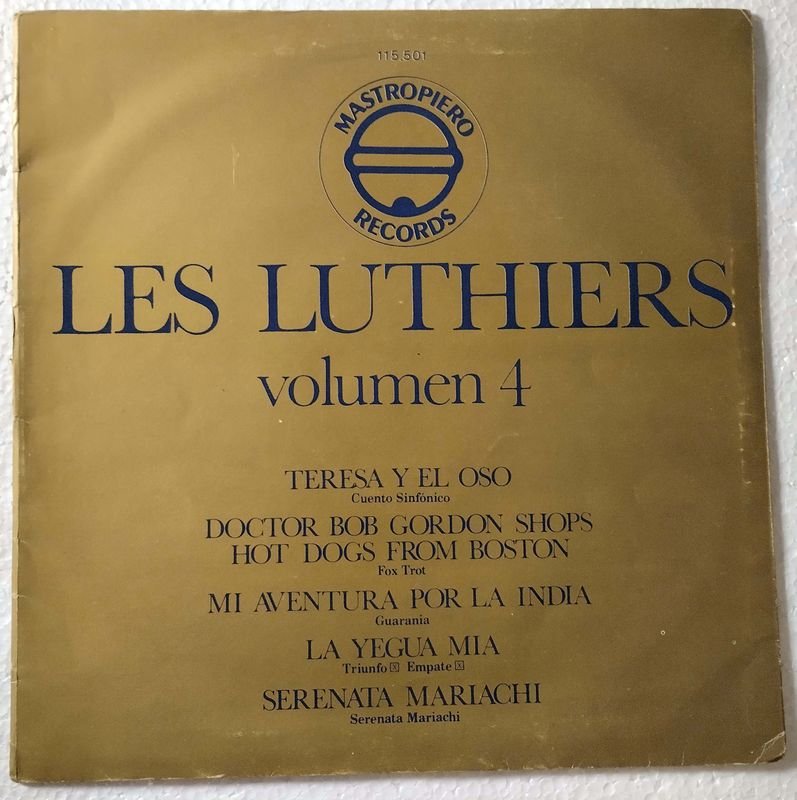 115.501
MASTROPIERO
RECORDS
LES LUTHIERS
volumen 4
TERESA Y EL OSO
Cuento Sinfónico
DOCTOR BOB GORDON SHOPS
HOT DOGS FROM BOSTON
Fox Trot
MI AVENTURA POR LA INDIA
Guarania
LA YEGUA MIA
Triunfo ☒ Empate ☒
SERENATA MARIACHI
Serenata Mariachi